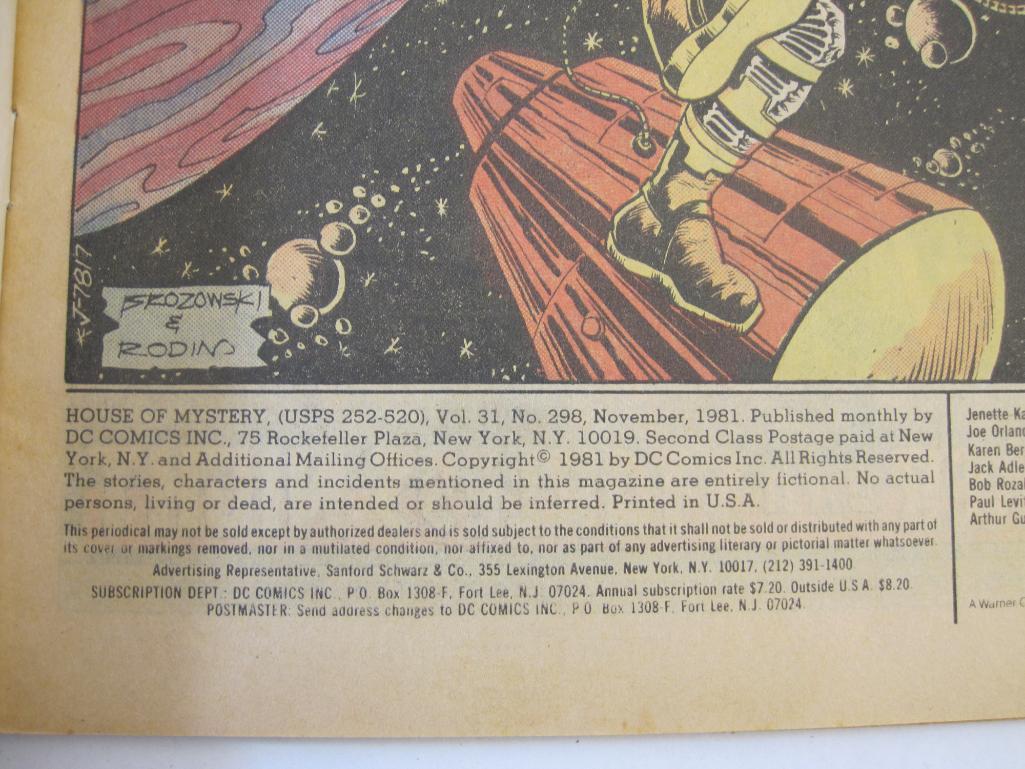 J-7817
BROZOWSKI
&
RODIN
HOUSE OF MYSTERY, (USPS 252-520), Vol. 31, No. 298, November, 1981. Published monthly by
DC COMICS INC., 75 Rockefeller Plaza, New York, N.Y. 10019. Second Class Postage paid at New
York, N.Y. and Additional Mailing Offices. Copyright © 1981 by DC Comics Inc. All Rights Reserved.
The stories, characters and incidents mentioned in this magazine are entirely fictional. No actual
persons, living or dead, are intended or should be inferred. Printed in U.S.A.
This periodical may not be sold except by authorized dealers and is sold subject to the conditions that it shall not be sold or distributed with any part of
its cover or markings removed, nor in a mutilated condition, nor affixed to, nor as part of any advertising literary or pictorial matter whatsoever.
Advertising Representative, Sanford Schwarz & Co., 355 Lexington Avenue, New York, N.Y. 10017, (212) 391-1400
SUBSCRIPTION DEPT.: DC COMICS INC., P.O. Box 1308-F, Fort Lee, N.J. 07024. Annual subscription rate $7.20. Outside U.S.A. $8.20.
POSTMASTER: Send address changes to DC COMICS INC., P.O. Box 1308-F, Fort Lee, N.J. 07024
Jenette Ka
Joe Orlan
Karen Ber
Jack Adle
Bob Roza
Paul Levi
Arthur Gu
A Warner C